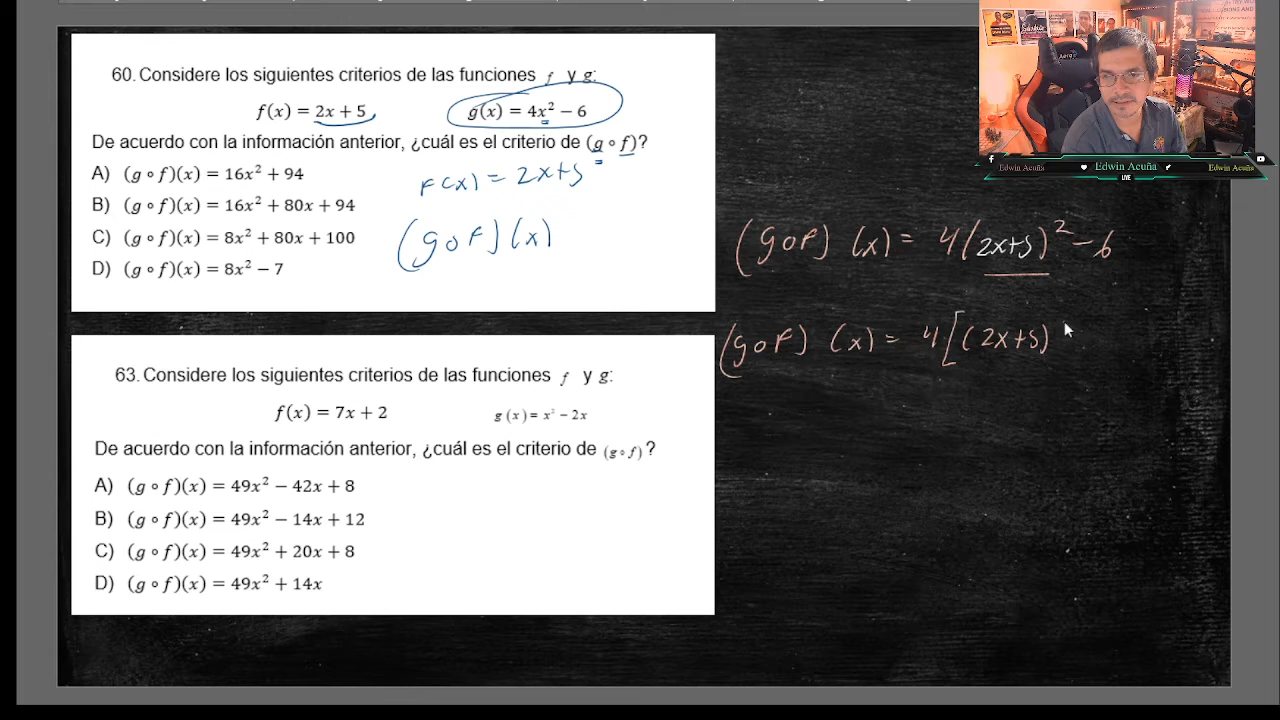 60. Considere los siguientes criterios de las funciones f y g:
f(x) = 2x + 5 g(x) = 4x² − 6
De acuerdo con la información anterior, ¿cuál es el criterio de (g ∘ f)?
A) (g ∘ f)(x) = 16x² + 94
B) (g ∘ f)(x) = 16x² + 80x + 94
C) (g ∘ f)(x) = 8x² + 80x + 100
D) (g ∘ f)(x) = 8x² − 7
F(x) = 2x+5
(g o F)(x)
63. Considere los siguientes criterios de las funciones f y g:
f(x) = 7x + 2 g(x) = x² − 2x
De acuerdo con la información anterior, ¿cuál es el criterio de (g ∘ f)?
A) (g ∘ f)(x) = 49x² − 42x + 8
B) (g ∘ f)(x) = 49x² − 14x + 12
C) (g ∘ f)(x) = 49x² + 20x + 8
D) (g ∘ f)(x) = 49x² + 14x
Edwin Acuña Edwin Acuña Edwin Acuña
LIVE
(g o F) (x) = 4(2x+5)² − 6
(g o F) (x) = 4[(2x+5)